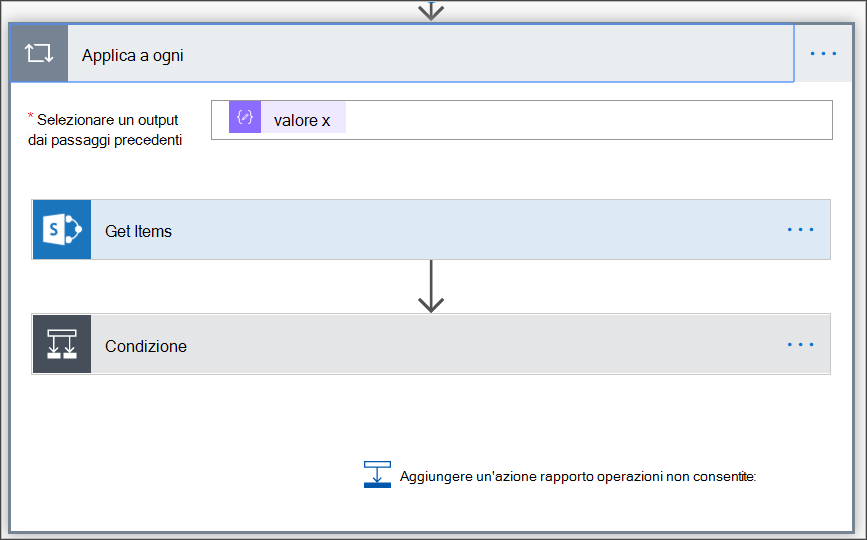 Applica a ogni
* Selezionare un output
dai passaggi precedenti
valore x
S
Get Items
Condizione
Aggiungere un'azione rapporto operazioni non consentite: